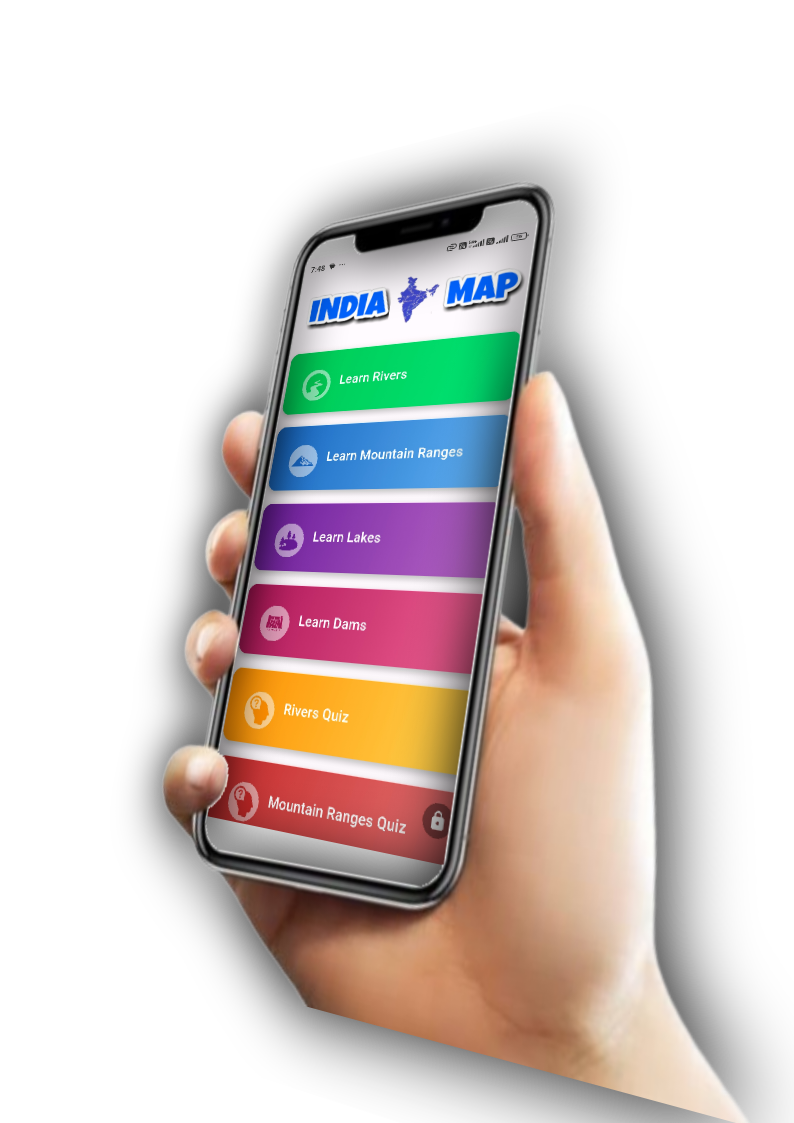 7:48
INDIA MAP
Learn Rivers
Learn Mountain Ranges
Learn Lakes
Learn Dams
Rivers Quiz
Mountain Ranges Quiz